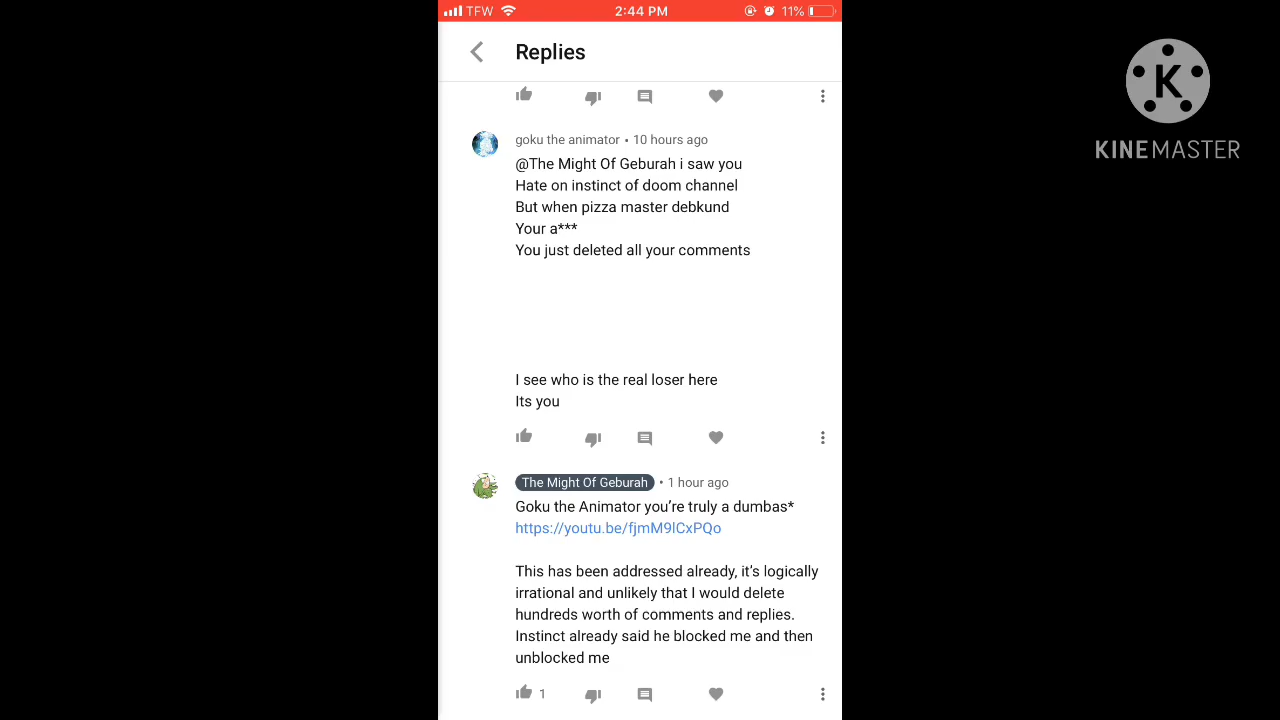 TFW 2:44 PM 11%
Replies
goku the animator • 10 hours ago
@The Might Of Geburah i saw you
Hate on instinct of doom channel
But when pizza master debkund
Your a***
You just deleted all your comments
I see who is the real loser here
Its you
The Might Of Geburah • 1 hour ago
Goku the Animator you’re truly a dumbas*
https://youtu.be/fjmM9lCxPQo
This has been addressed already, it’s logically
irrational and unlikely that I would delete
hundreds worth of comments and replies.
Instinct already said he blocked me and then
unblocked me
1
K
KINEMASTER